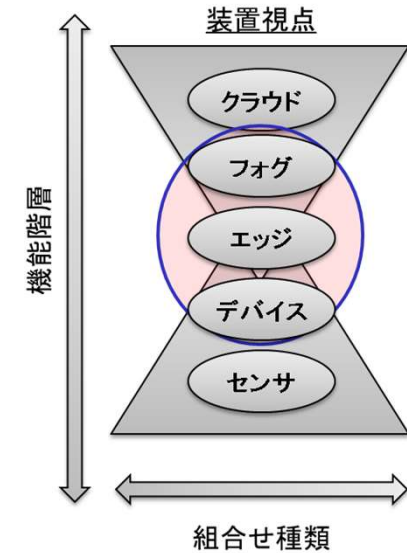 装置視点
クラウド
フォグ
エッジ
デバイス
センサ
機能階層
組合せ種類